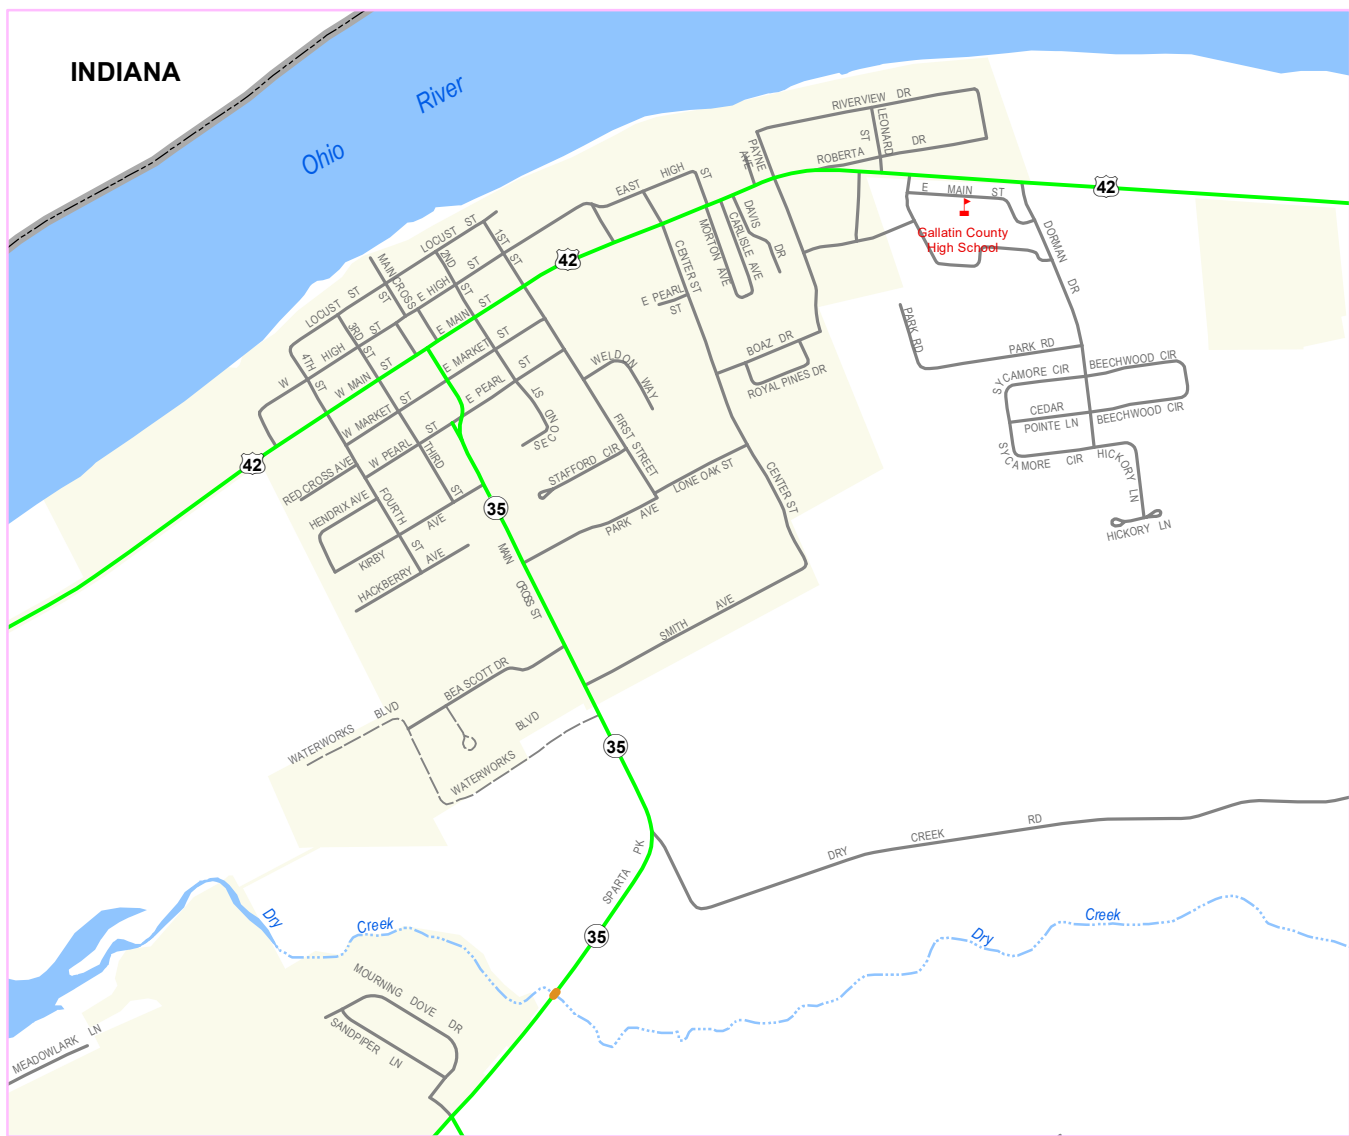 INDIANA
Ohio
River
RIVERVIEW DR
LEONARD
ST
ROBERTA DR
PAYNE
AVE
EAST HIGH ST
42
E MAIN ST
Gallatin County
High School
DORMAN DR
DAVIS DR
CARLISLE AVE
MORTON AVE
CENTER ST
E PEARL
ST
LOCUST ST
1ST ST
2ND ST
MAIN CROSS
ST
E HIGH ST
42
LOCUST ST
E MAIN ST
3RD ST
4TH ST
W HIGH ST
W MAIN ST
E MARKET ST
E PEARL ST
WELDON WAY
BOAZ DR
ROYAL PINES DR
PARK RD
PARK RD
SYCAMORE CIR
BEECHWOOD CIR
CEDAR
POINTE LN
BEECHWOOD CIR
SYCAMORE CIR
HICKORY LN
HICKORY LN
W MARKET ST
W PEARL ST
SECOND ST
FIRST STREET
STAFFORD CIR
LONE OAK ST
CENTER ST
42
RED CROSS AVE
THIRD ST
HENDRIX AVE
FOURTH ST
35
PARK AVE
KIRBY AVE
HACKBERRY AVE
MAIN CROSS ST
SMITH AVE
BEA SCOTT DR
WATERWORKS BLVD
WATERWORKS BLVD
35
DRY CREEK RD
SPARTA PK
35
Dry
Creek
Dry
Creek
MOURNING DOVE DR
SANDPIPER LN
MEADOWLARK LN